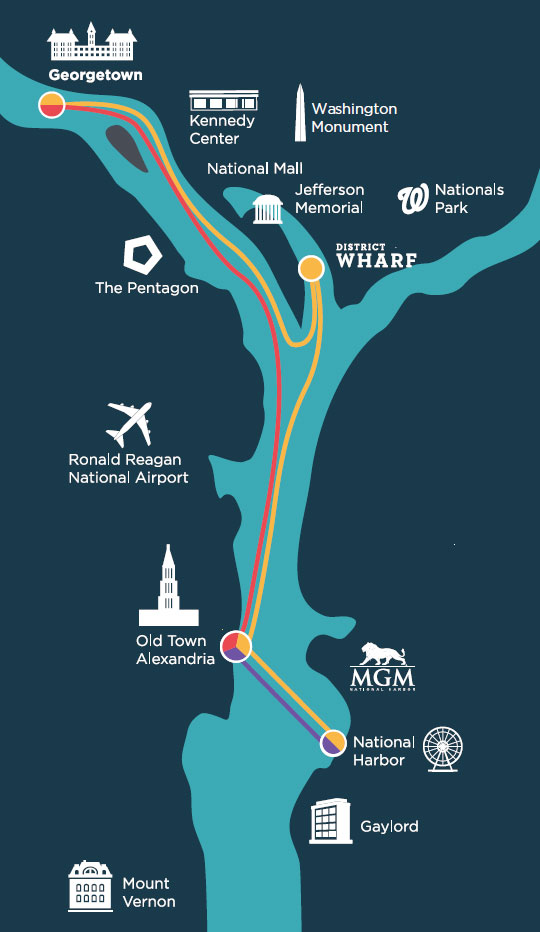 Georgetown
Kennedy
Center
Washington
Monument
National Mall
Jefferson
Memorial
Nationals
Park
W
DISTRICT
WHARF
The Pentagon
Ronald Reagan
National Airport
Old Town
Alexandria
MGM
NATIONAL HARBOR
National
Harbor
Gaylord
Mount
Vernon